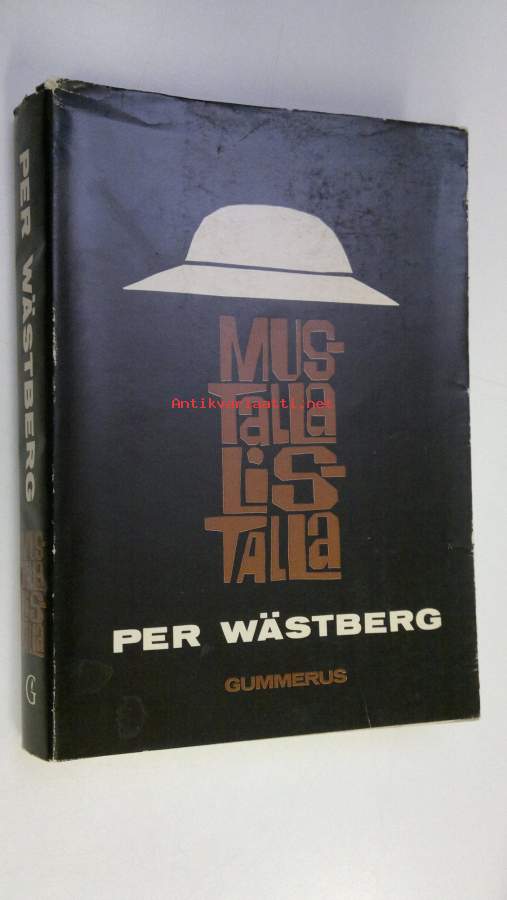 PER WÄSTBERG
G
MUS-
TaLLa
LiS-
TALLa
Antikvariaatti.net
PER WÄSTBERG
GUMMERUS